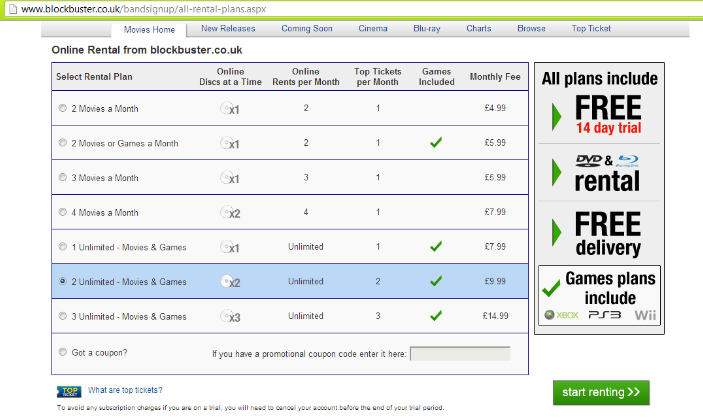 www.blockbuster.co.uk/bandsignup/all-rental-plans.aspx
Movies Home New Releases Coming Soon Cinema Blu-ray Charts Browse Top Ticket
Online Rental from blockbuster.co.uk
Select Rental Plan Online Discs at a Time Online Rents per Month Top Tickets per Month Games Included Monthly Fee
2 Movies a Month x1 2 1 £4.99
2 Movies or Games a Month x1 2 1 £5.99
3 Movies a Month x1 3 1 £5.99
4 Movies a Month x2 4 1 £7.99
1 Unlimited - Movies & Games x1 Unlimited 1 £7.99
2 Unlimited - Movies & Games x2 Unlimited 2 £9.99
3 Unlimited - Movies & Games x3 Unlimited 3 £14.99
Got a coupon? If you have a promotional coupon code enter it here:
TOP TICKET What are top tickets?
To avoid any subscription charges if you are on a trial, you will need to cancel your account before the end of your trial period.
All plans include
FREE
14 day trial
DVD & Blu-ray
rental
FREE
delivery
Games plans
include
XBOX PS3 Wii
start renting >>